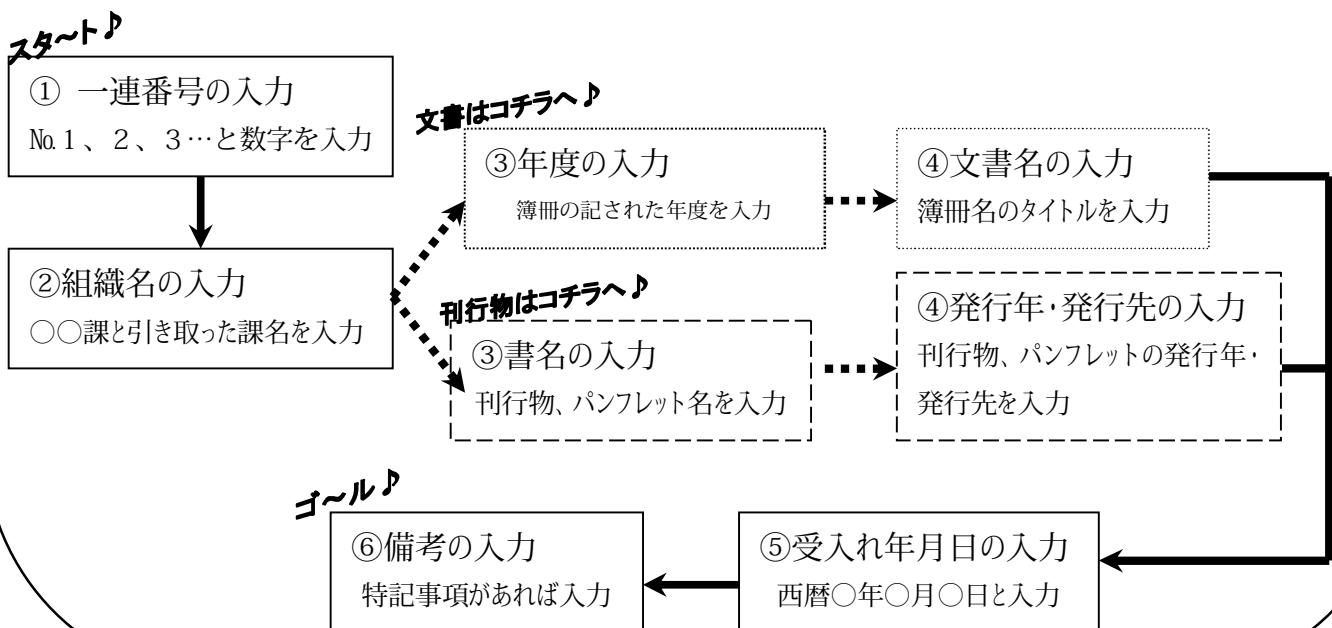 スタ～ト♪
① 一連番号の入力
№１、２、３…と数字を入力
②組織名の入力
○○課と引き取った課名を入力
文書はコチラへ♪
③年度の入力
簿冊の記された年度を入力
④文書名の入力
簿冊名のタイトルを入力
刊行物はコチラへ♪
③書名の入力
刊行物、パンフレット名を入力
④発行年・発行先の入力
刊行物、パンフレットの発行年・
発行先を入力
⑤受入れ年月日の入力
西暦○年○月○日と入力
ゴ～ル♪
⑥備考の入力
特記事項があれば入力